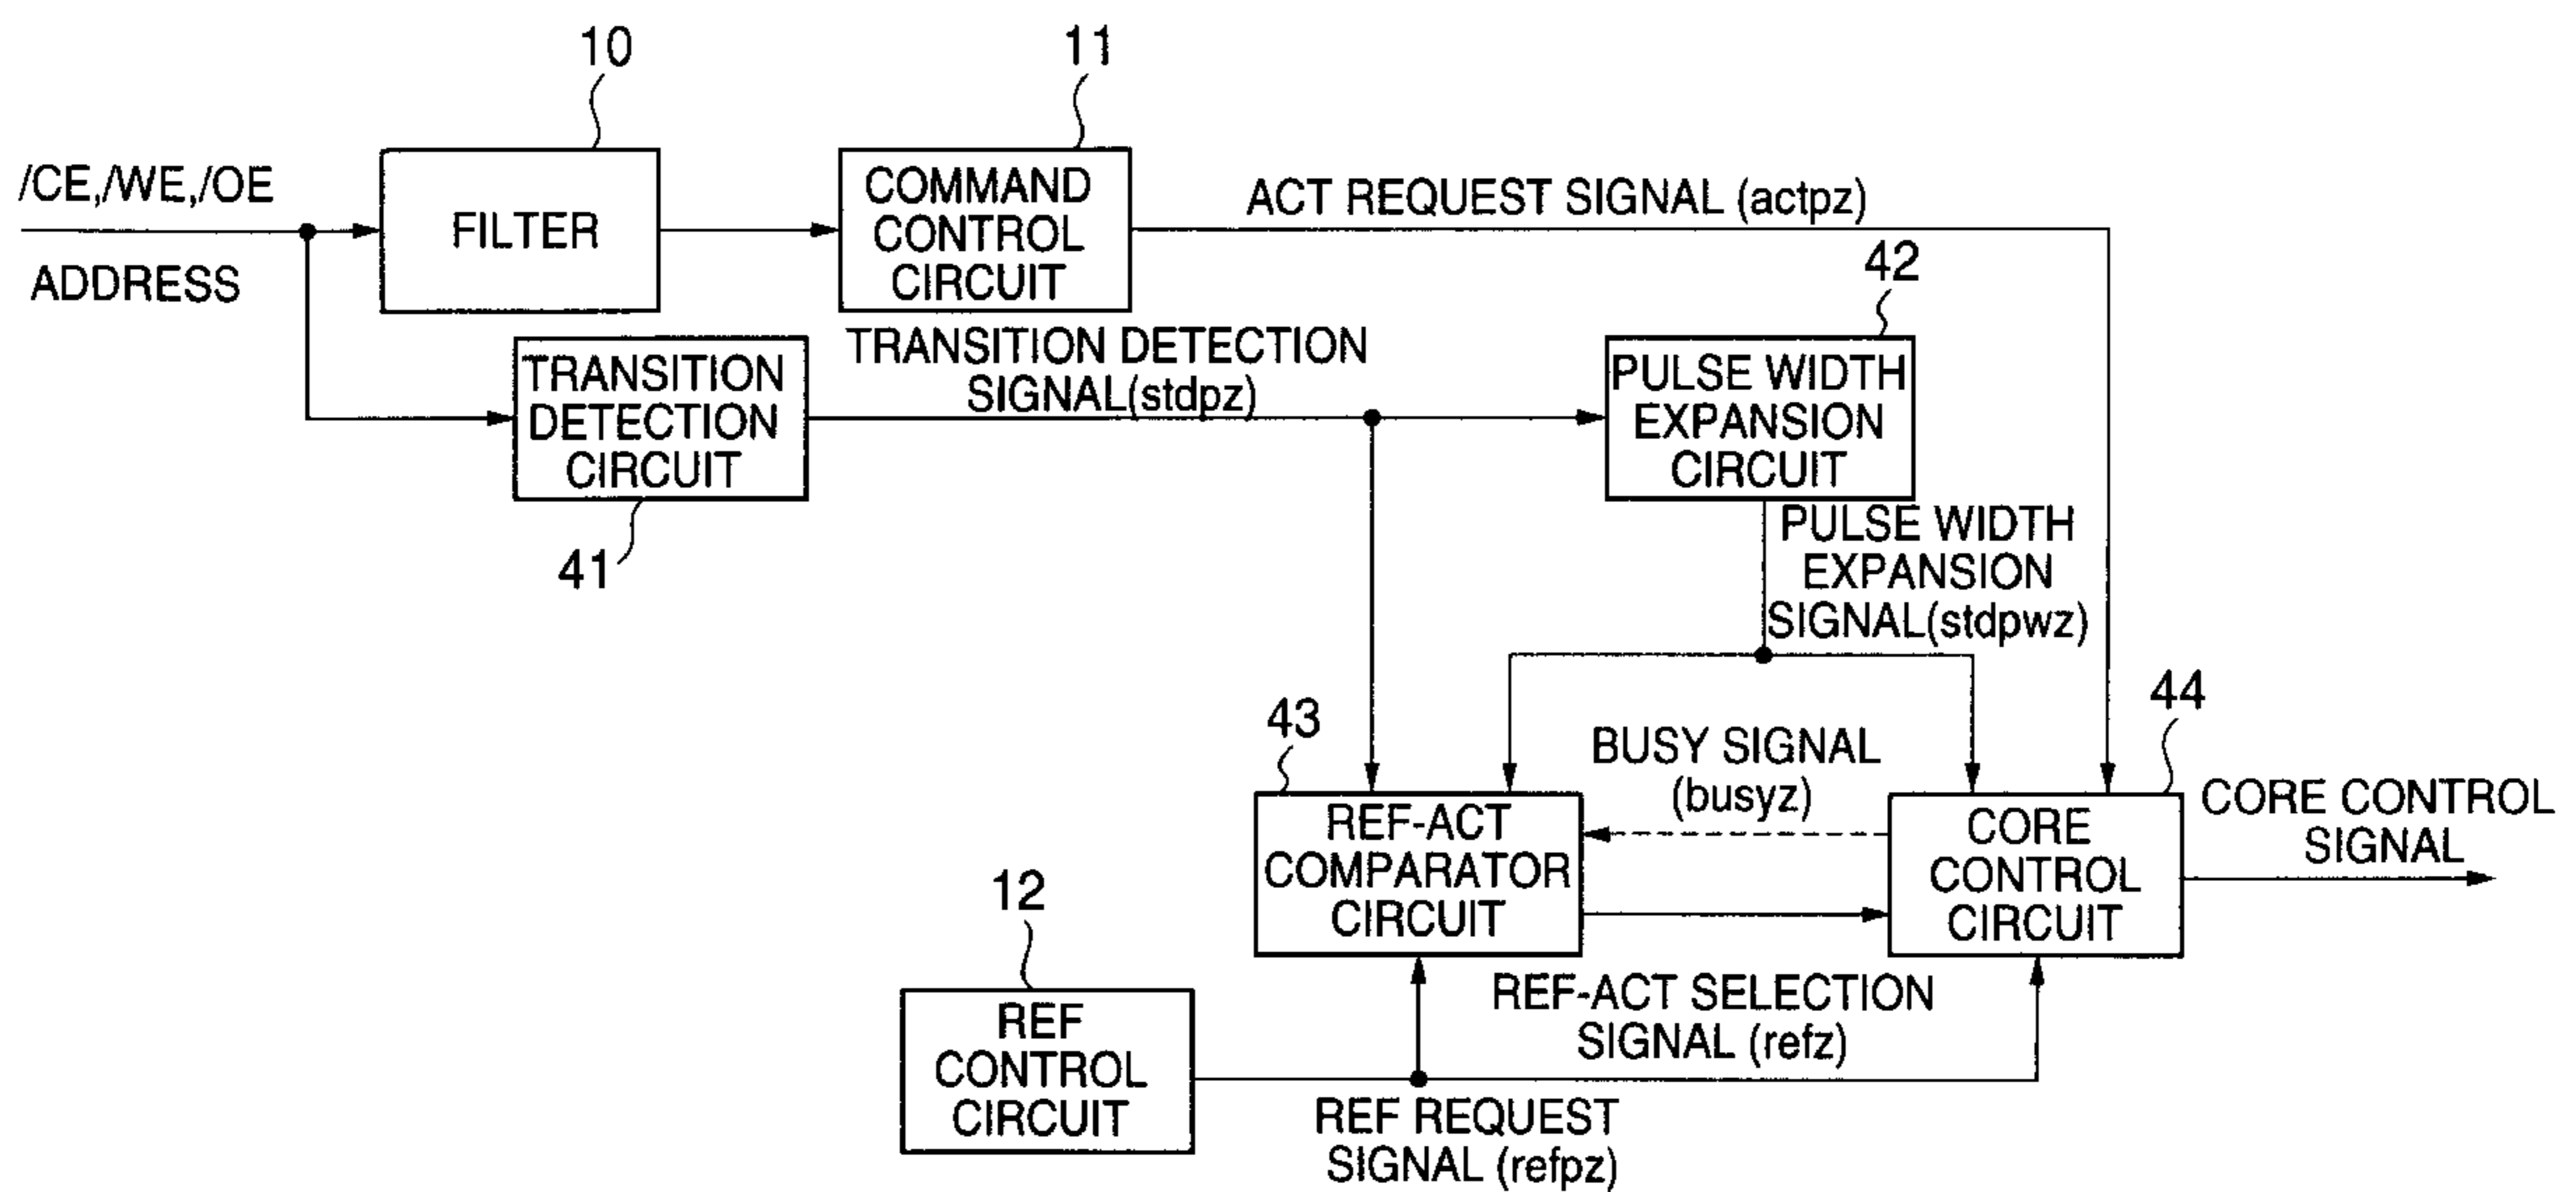 10
11
/CE,/WE,/OE
ADDRESS
FILTER
COMMAND
CONTROL
CIRCUIT
ACT REQUEST SIGNAL (actpz)
42
TRANSITION
DETECTION
CIRCUIT
41
TRANSITION DETECTION
SIGNAL(stdpz)
PULSE WIDTH
EXPANSION
CIRCUIT
PULSE WIDTH
EXPANSION
SIGNAL(stdpwz)
43
BUSY SIGNAL
(busyz)
44
REF-ACT
COMPARATOR
CIRCUIT
CORE
CONTROL
CIRCUIT
CORE CONTROL
SIGNAL
12
REF
CONTROL
CIRCUIT
REF-ACT SELECTION
SIGNAL (refz)
REF REQUEST
SIGNAL (refpz)